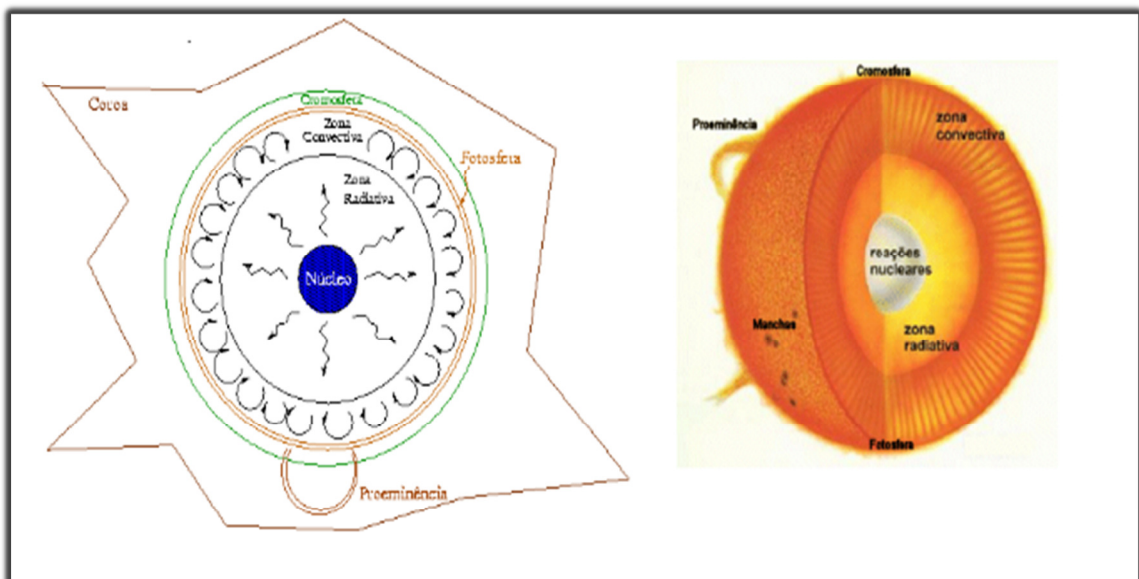 Coroa
Cromosfera
Zona
Convectiva
Fotosfera
Zona
Radiativa
Núcleo
Proeminência
Cromosfera
zona
convectiva
Proeminência
reações
nucleares
Manchas
zona
radiativa
Fotosfera